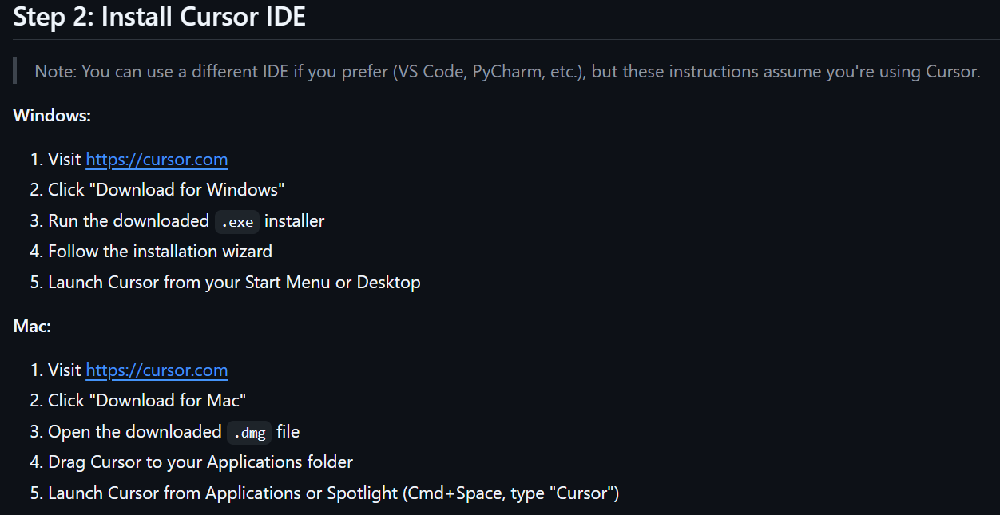 Step 2: Install Cursor IDE
Note: You can use a different IDE if you prefer (VS Code, PyCharm, etc.), but these instructions assume you're using Cursor.
Windows:
1. Visit https://cursor.com
2. Click "Download for Windows"
3. Run the downloaded .exe installer
4. Follow the installation wizard
5. Launch Cursor from your Start Menu or Desktop
Mac:
1. Visit https://cursor.com
2. Click "Download for Mac"
3. Open the downloaded .dmg file
4. Drag Cursor to your Applications folder
5. Launch Cursor from Applications or Spotlight (Cmd+Space, type "Cursor")